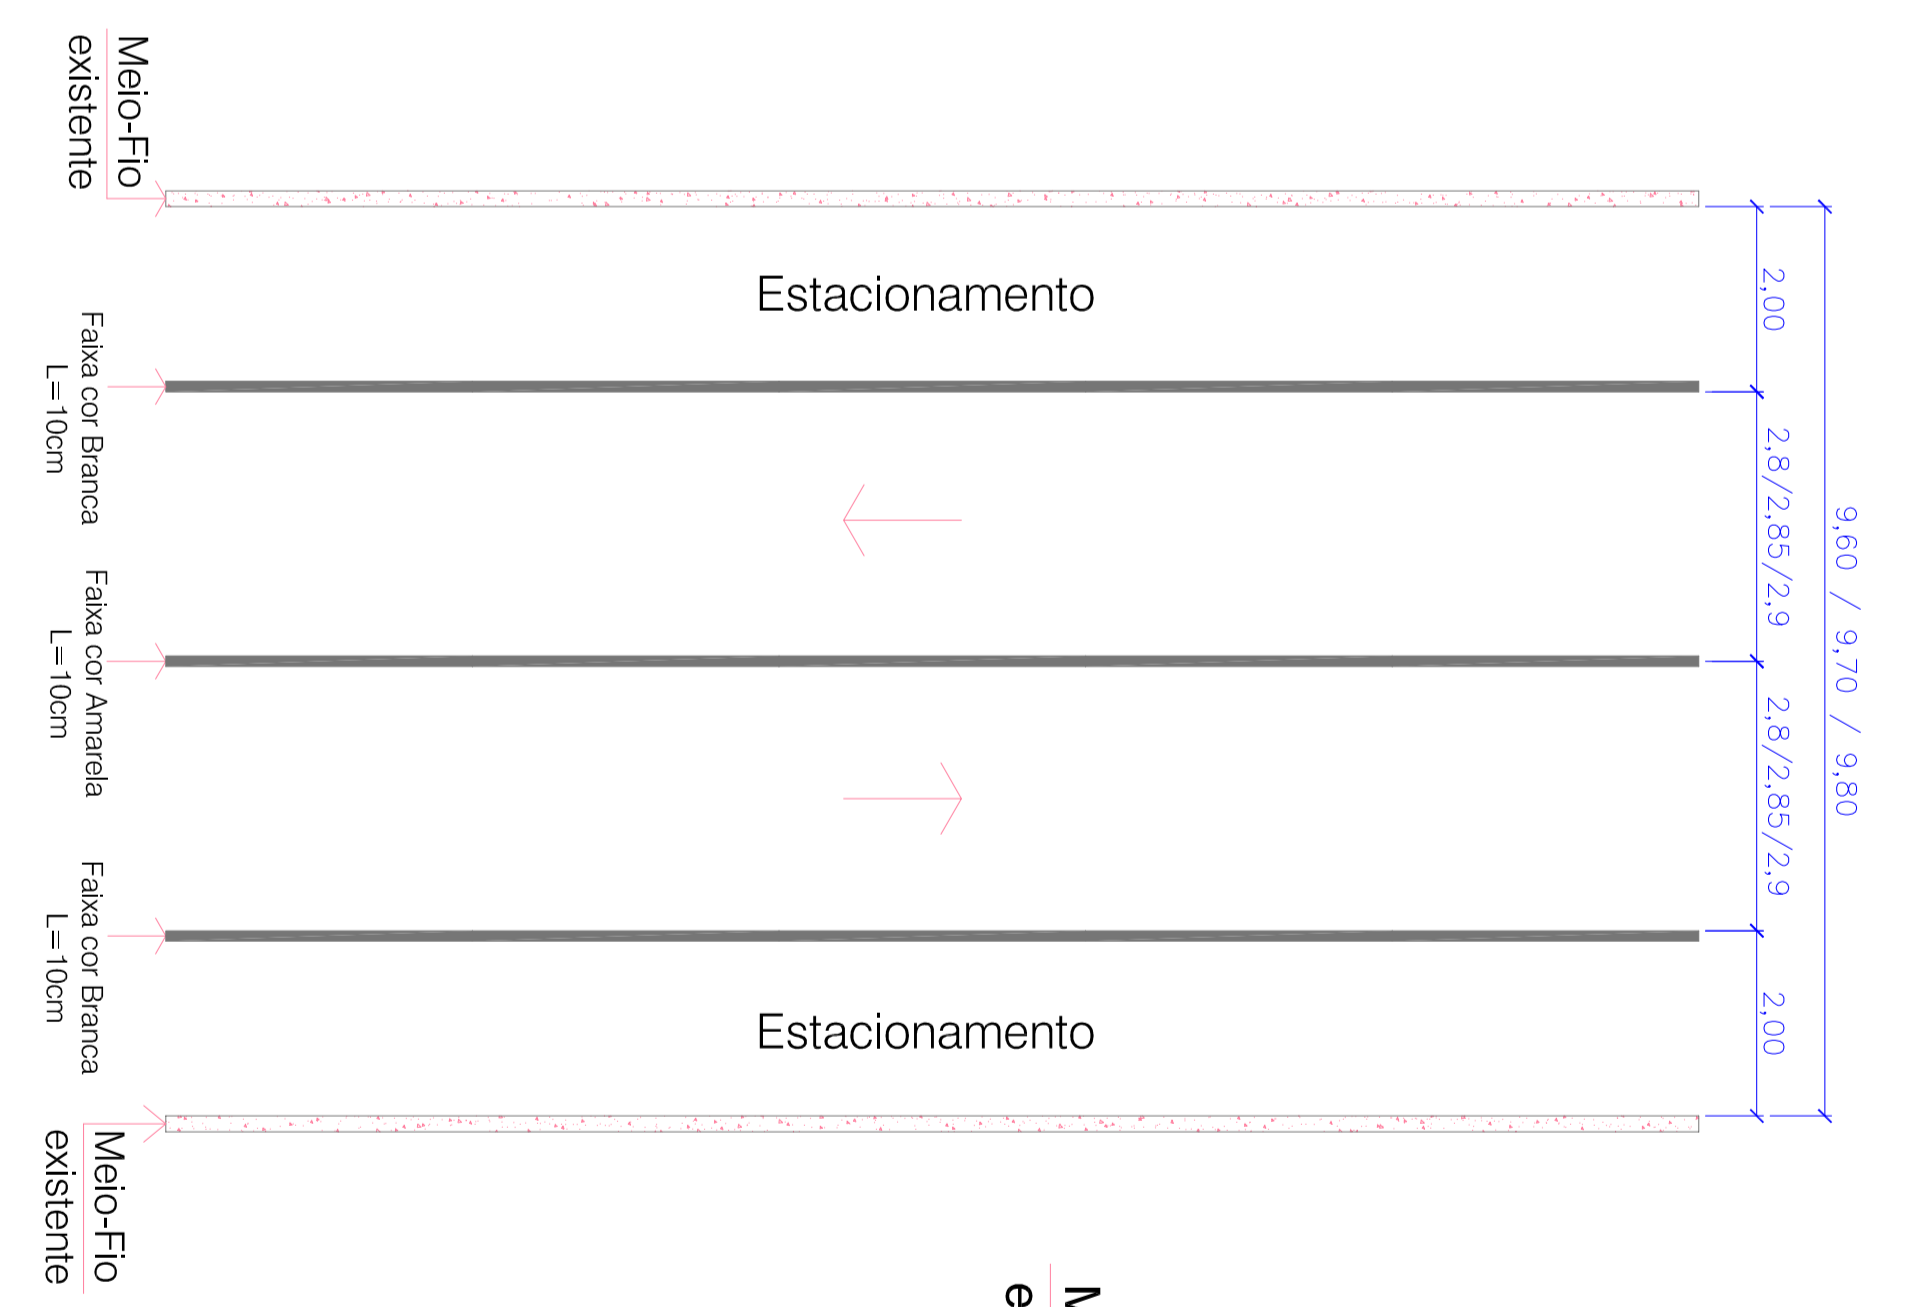 Meio-Fio
existente
Estacionamento
2,00
Faixa cor Branca
L=10cm
2,8/2,85/2,9
9,60 / 9,70 / 9,80
Faixa cor Amarela
L=10cm
2,8/2,85/2,9
Faixa cor Branca
L=10cm
Estacionamento
2,00
Meio-Fio
existente